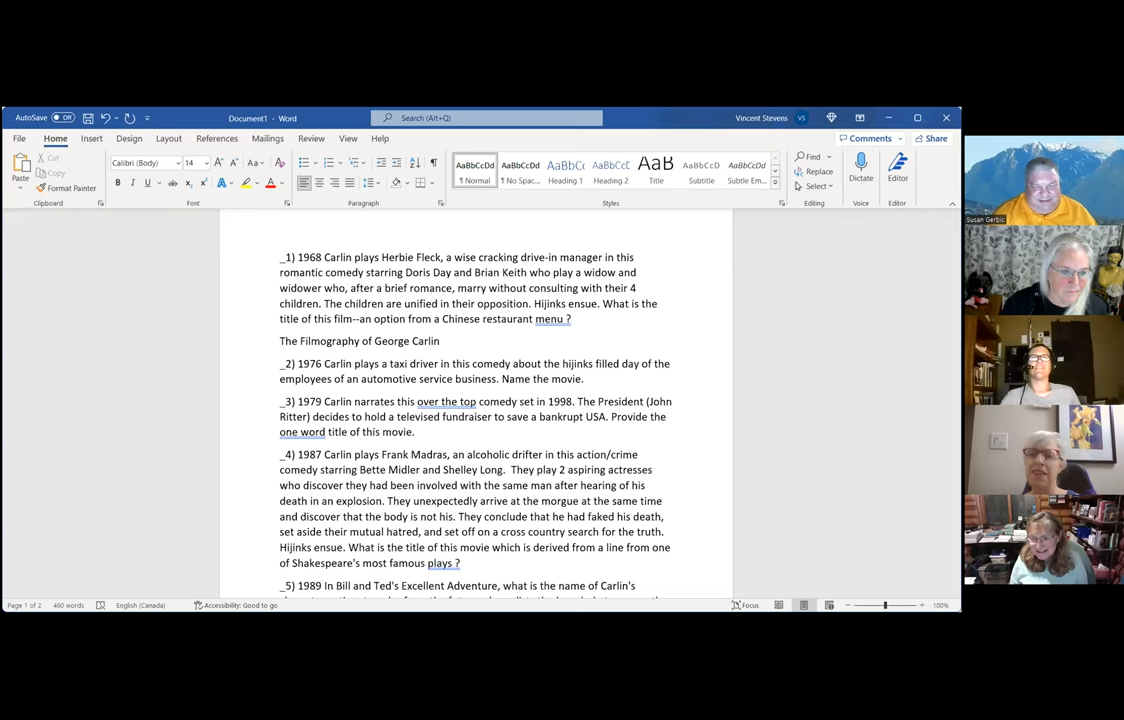 AutoSave Off Document1 - Word Search (Alt+Q) Vincent Stevens VS
File Home Insert Design Layout References Mailings Review View Help Comments Share
Paste Cut Copy Format Painter
Calibri (Body) 14
Find Replace Select Dictate Editor
AaBbCcDd AaBbCcDd AaBbCc AaBbCcC AaB AaBbCcD AaBbCcDd
¶ Normal ¶ No Spac... Heading 1 Heading 2 Title Subtitle Subtle Em...
Clipboard Font Paragraph Styles Editing Voice Editor
_1) 1968 Carlin plays Herbie Fleck, a wise cracking drive-in manager in this
romantic comedy starring Doris Day and Brian Keith who play a widow and
widower who, after a brief romance, marry without consulting with their 4
children. The children are unified in their opposition. Hijinks ensue. What is the
title of this film--an option from a Chinese restaurant menu ?
The Filmography of George Carlin
_2) 1976 Carlin plays a taxi driver in this comedy about the hijinks filled day of the
employees of an automotive service business. Name the movie.
_3) 1979 Carlin narrates this over the top comedy set in 1998. The President (John
Ritter) decides to hold a televised fundraiser to save a bankrupt USA. Provide the
one word title of this movie.
_4) 1987 Carlin plays Frank Madras, an alcoholic drifter in this action/crime
comedy starring Bette Midler and Shelley Long. They play 2 aspiring actresses
who discover they had been involved with the same man after hearing of his
death in an explosion. They unexpectedly arrive at the morgue at the same time
and discover that the body is not his. They conclude that he had faked his death,
set aside their mutual hatred, and set off on a cross country search for the truth.
Hijinks ensue. What is the title of this movie which is derived from a line from one
of Shakespeare's most famous plays ?
_5) 1989 In Bill and Ted's Excellent Adventure, what is the name of Carlin's
Page 1 of 2 460 words English (Canada) Accessibility: Good to go Focus 100%
Susan Gerbic